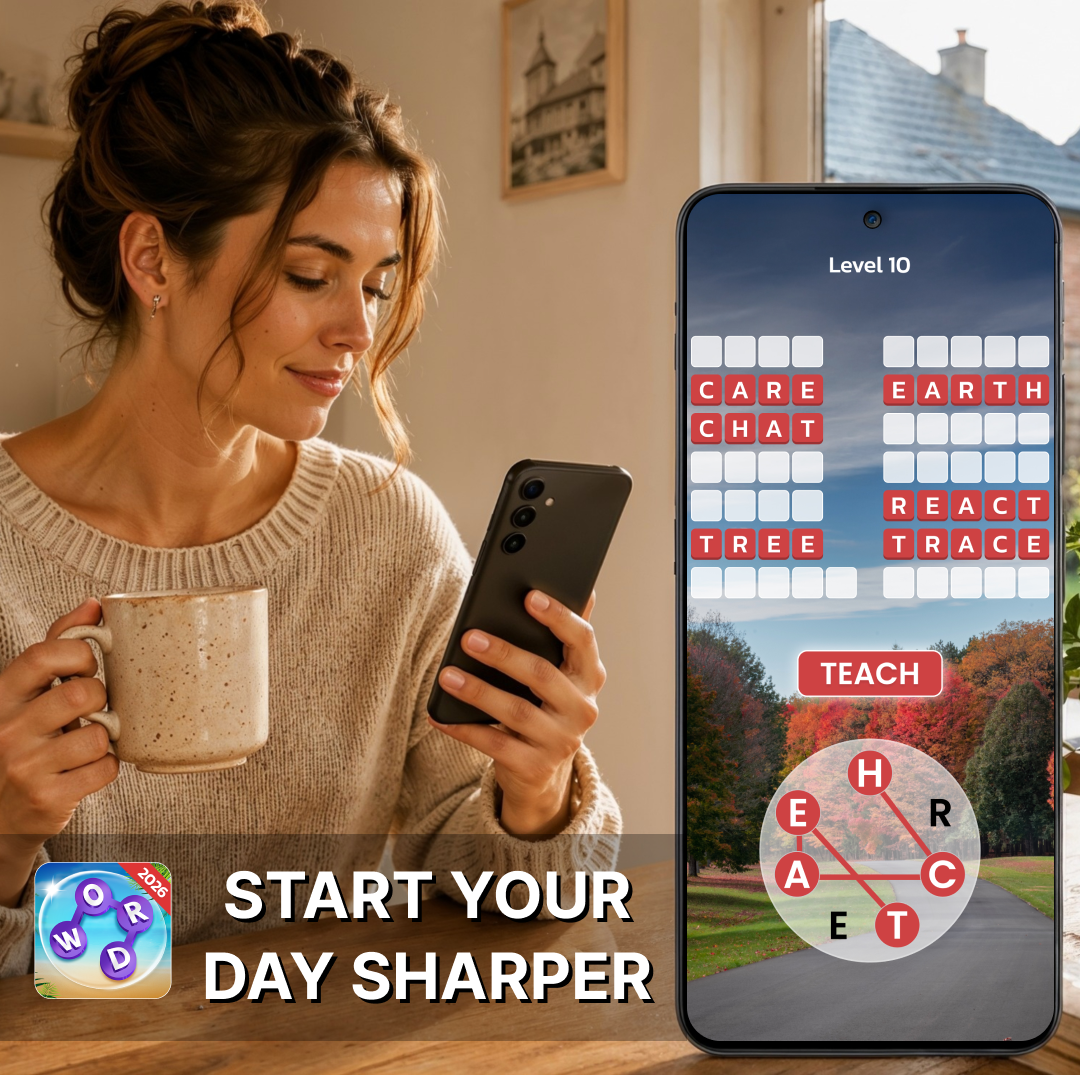 Level 10
CARE
EARTH
CHAT
REACT
TREE
TRACE
TEACH
H
E
R
A
C
E
T
2026
WORD
START YOUR
DAY SHARPER